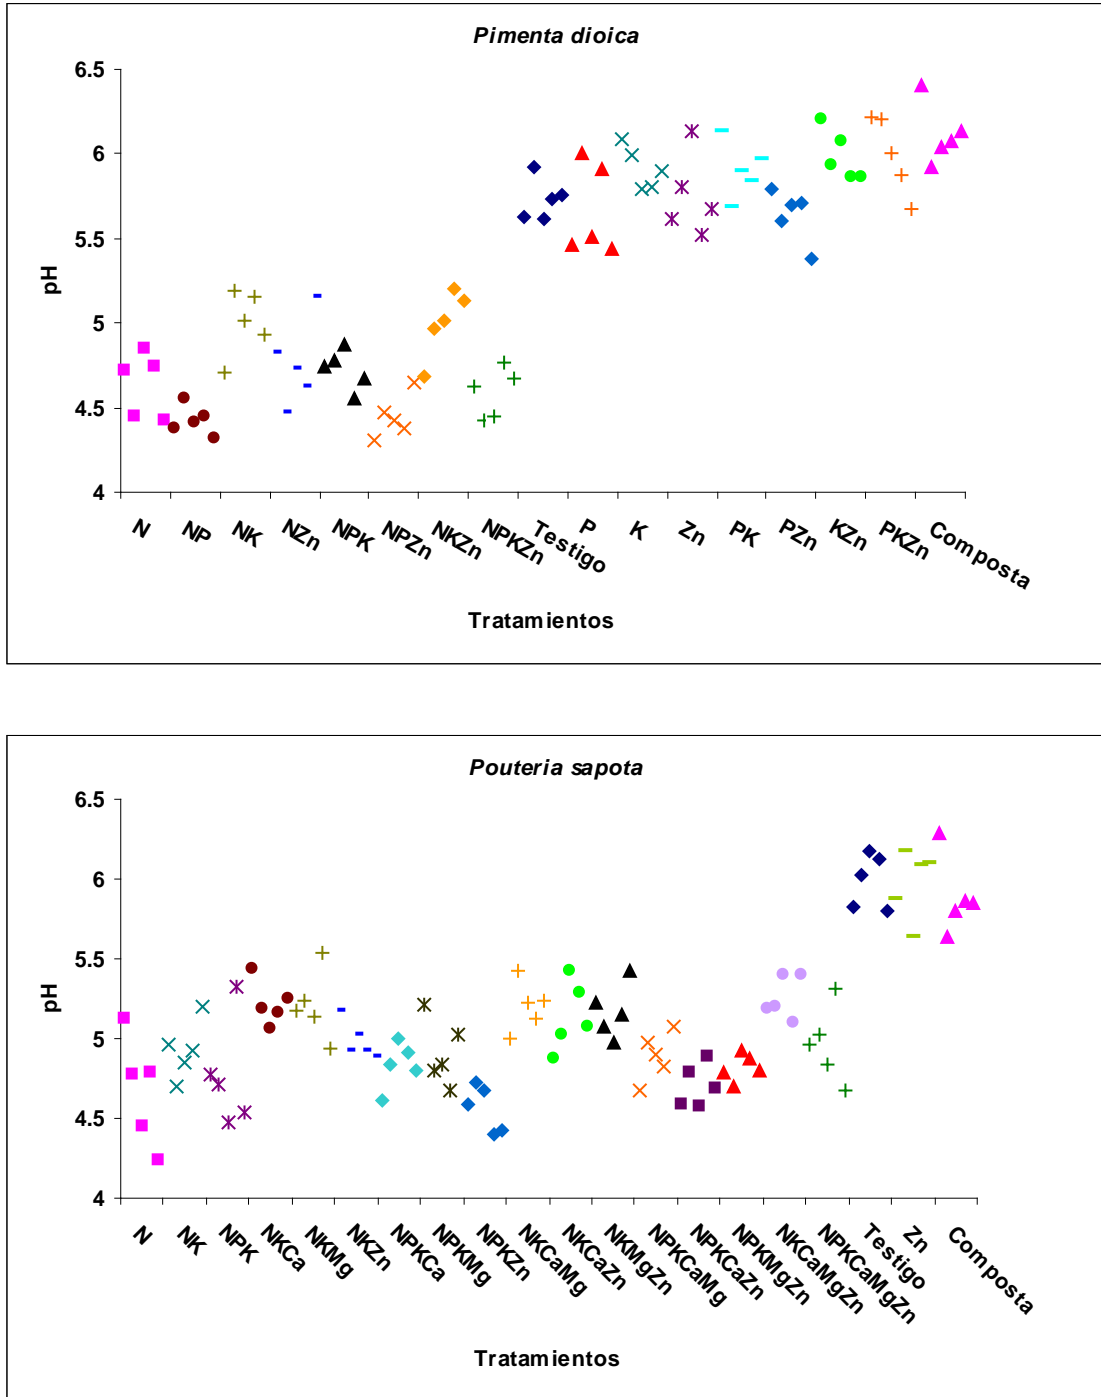 Pimenta dioica
6.5
6
5.5
5
4.5
4
pH
N NP NK NZn NPK NPZn NKZn NPKZn Testigo P K Zn PK PZn KZn PKZn Composta
Tratamientos
Pouteria sapota
6.5
6
5.5
5
4.5
4
pH
N NK NPK NKCa NKMg NKZn NPKCa NPKMg NPKZn NKCaMg NKCaZn NKMgZn NPKCaMg NPKCaZn NPKMgZn NKCaMgZn NPKCaMgZn Testigo Zn Composta
Tratamientos